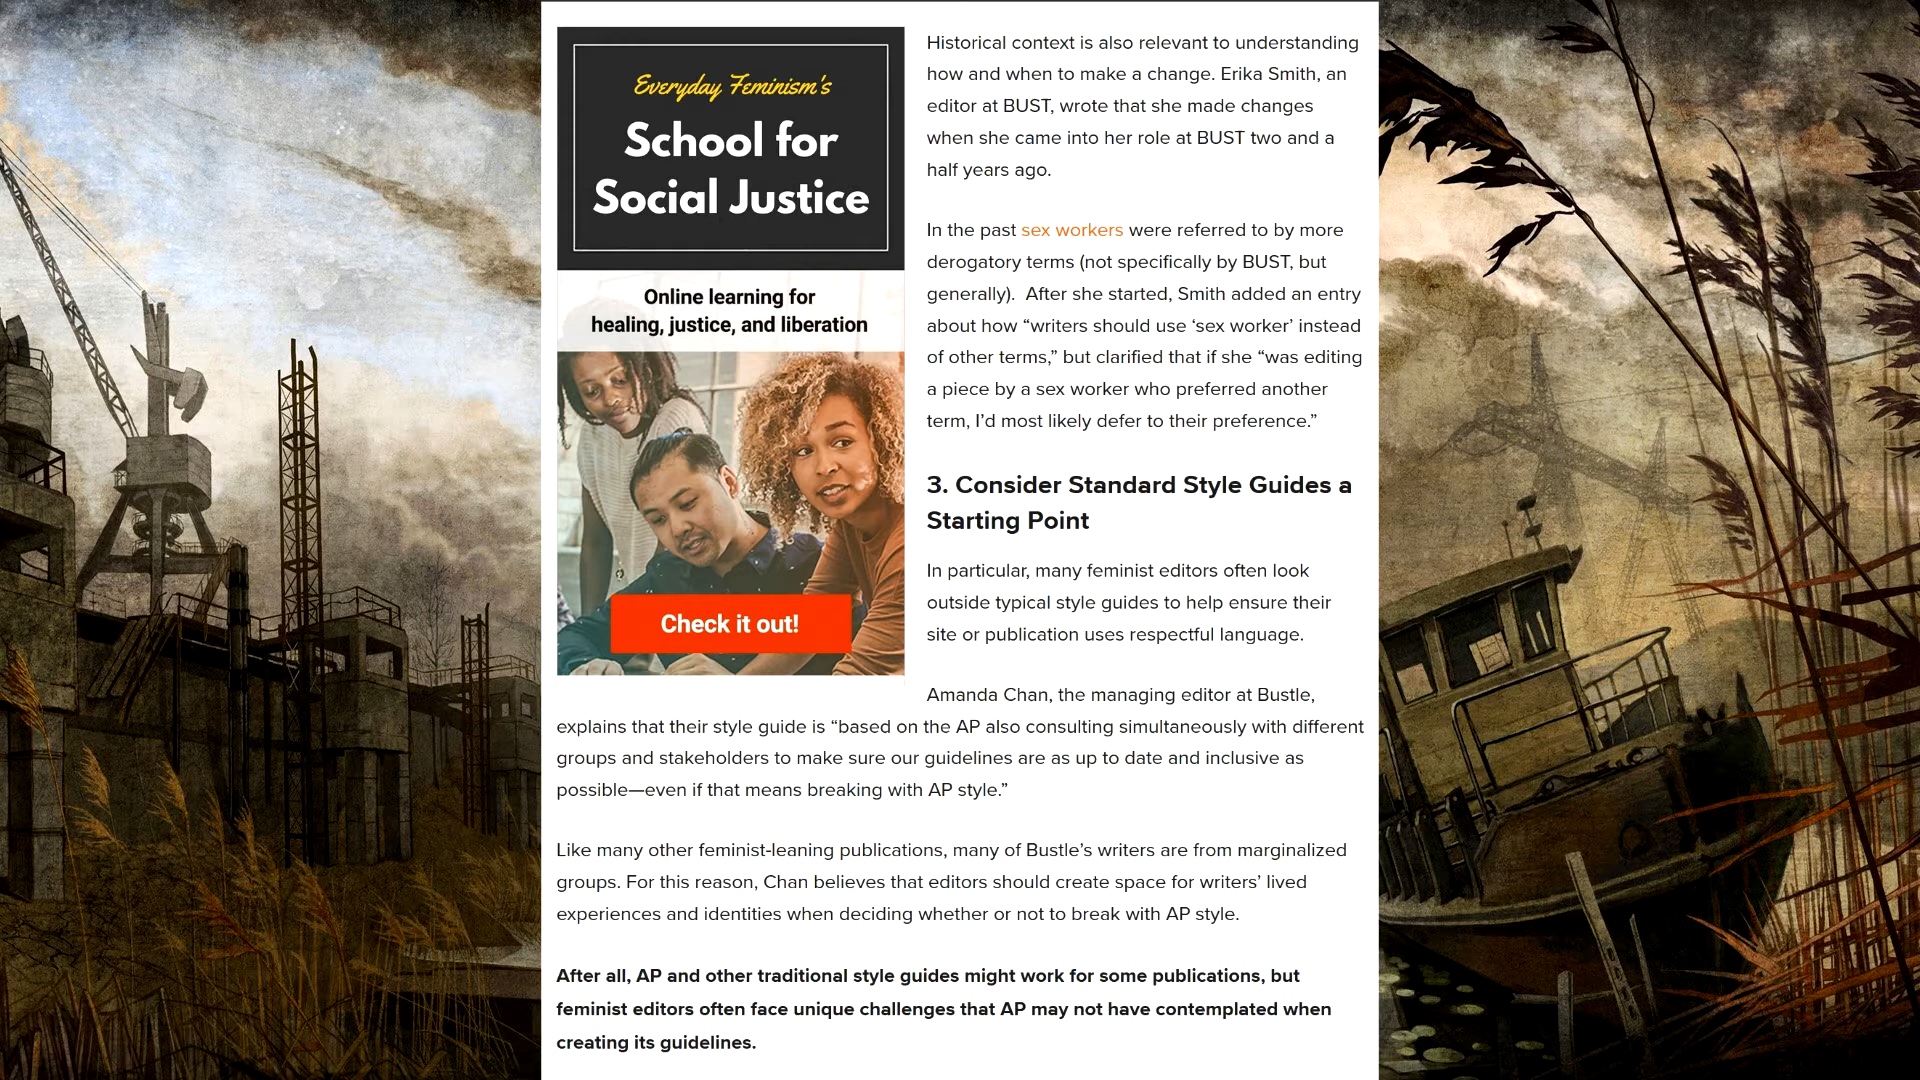 Everyday Feminism's
School for
Social Justice
Online learning for
healing, justice, and liberation
Check it out!
Historical context is also relevant to understanding
how and when to make a change. Erika Smith, an
editor at BUST, wrote that she made changes
when she came into her role at BUST two and a
half years ago.
In the past sex workers were referred to by more
derogatory terms (not specifically by BUST, but
generally).  After she started, Smith added an entry
about how “writers should use ‘sex worker’ instead
of other terms,” but clarified that if she “was editing
a piece by a sex worker who preferred another
term, I’d most likely defer to their preference.”
3. Consider Standard Style Guides a
Starting Point
In particular, many feminist editors often look
outside typical style guides to help ensure their
site or publication uses respectful language.
Amanda Chan, the managing editor at Bustle,
explains that their style guide is “based on the AP also consulting simultaneously with different
groups and stakeholders to make sure our guidelines are as up to date and inclusive as
possible—even if that means breaking with AP style.”
Like many other feminist-leaning publications, many of Bustle’s writers are from marginalized
groups. For this reason, Chan believes that editors should create space for writers’ lived
experiences and identities when deciding whether or not to break with AP style.
After all, AP and other traditional style guides might work for some publications, but
feminist editors often face unique challenges that AP may not have contemplated when
creating its guidelines.